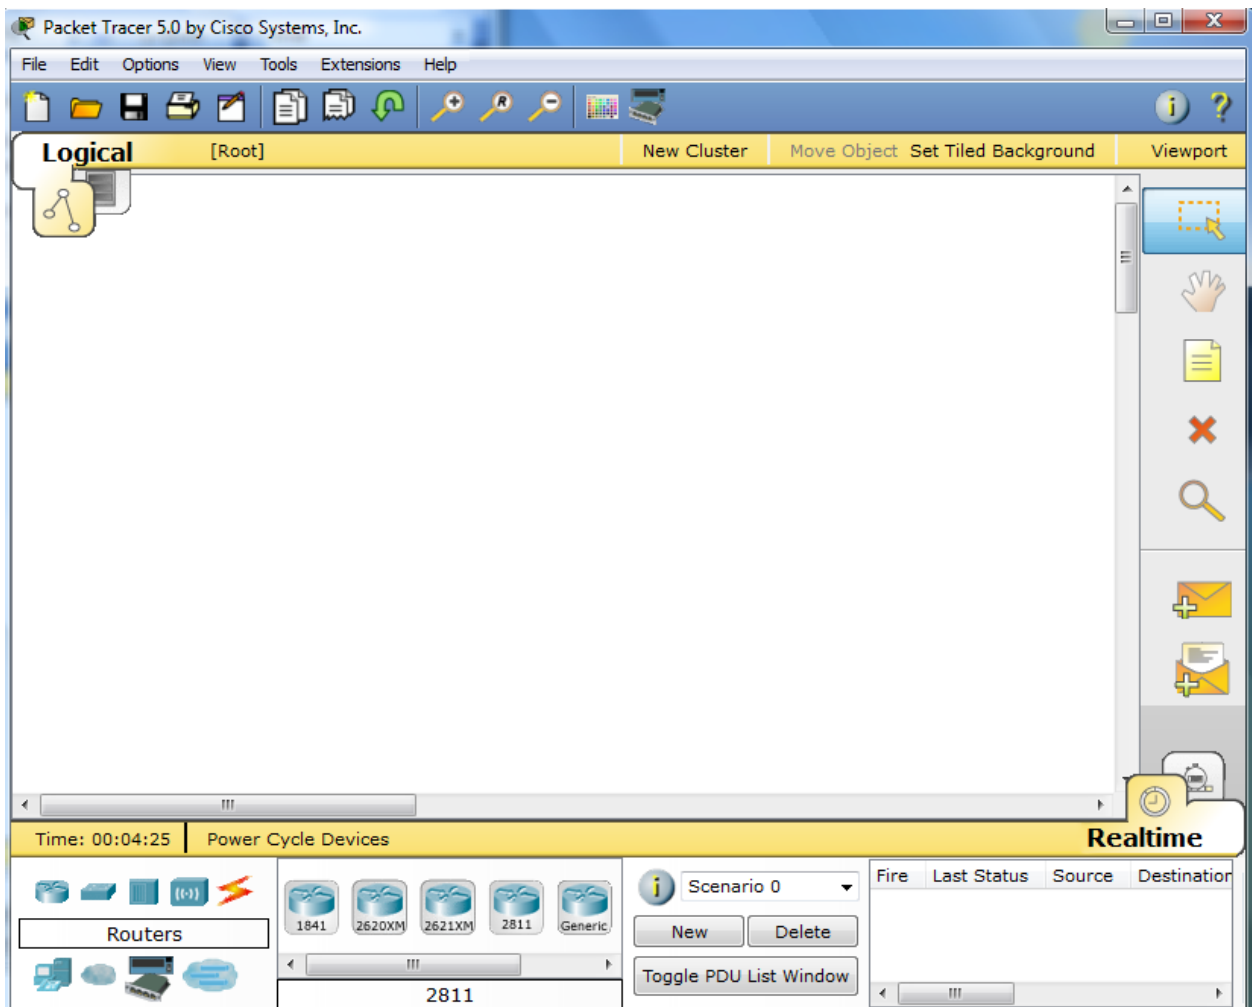 Packet Tracer 5.0 by Cisco Systems, Inc.
File Edit Options View Tools Extensions Help
Logical [Root] New Cluster Move Object Set Tiled Background Viewport
Time: 00:04:25 Power Cycle Devices Realtime
Fire Last Status Source Destination
Scenario 0
1841 2620XM 2621XM 2811 Generic
Routers
New Delete
Toggle PDU List Window
2811